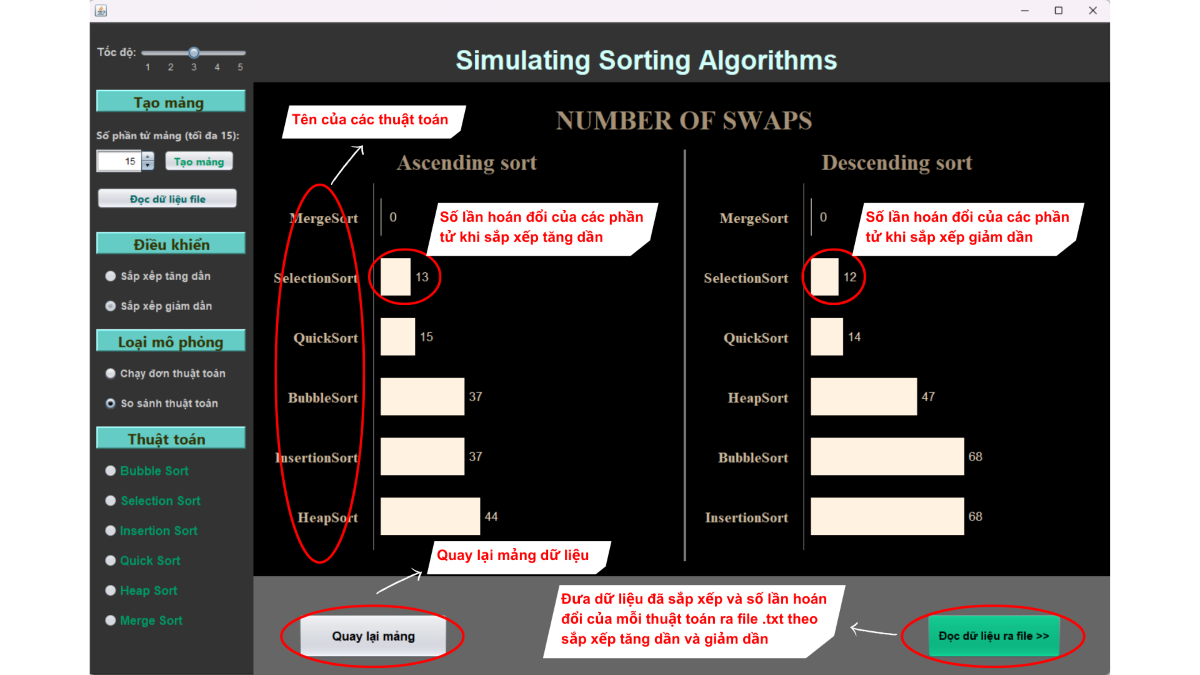 Simulating Sorting Algorithms
Tốc độ:
1 2 3 4 5
Tạo mảng
Số phần tử mảng (tối đa 15):
15
Tạo mảng
Đọc dữ liệu file
Điều khiển
Sắp xếp tăng dần
Sắp xếp giảm dần
Loại mô phỏng
Chạy đơn thuật toán
So sánh thuật toán
Thuật toán
Bubble Sort
Selection Sort
Insertion Sort
Quick Sort
Heap Sort
Merge Sort
Tên của các thuật toán
NUMBER OF SWAPS
Ascending sort
MergeSort 0
SelectionSort 13
QuickSort 15
BubbleSort 37
InsertionSort 37
HeapSort 44
Số lần hoán đổi của các phần
tử khi sắp xếp tăng dần
Descending sort
MergeSort 0
SelectionSort 12
QuickSort 14
HeapSort 47
BubbleSort 68
InsertionSort 68
Số lần hoán đổi của các phần
tử khi sắp xếp giảm dần
Quay lại mảng dữ liệu
Quay lại mảng
Đưa dữ liệu đã sắp xếp và số lần hoán
đổi của mỗi thuật toán ra file .txt theo
sắp xếp tăng dần và giảm dần
Đọc dữ liệu ra file >>